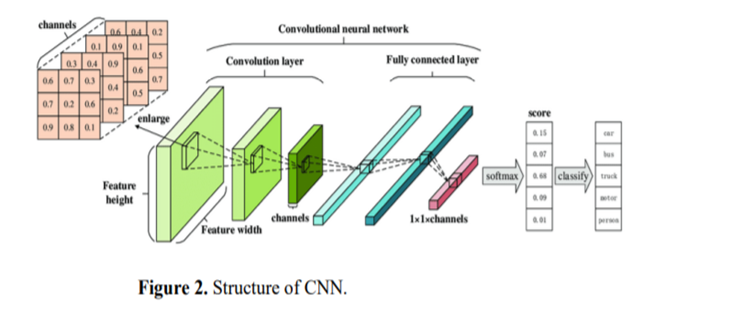 channels
0.6 0.4 0.2
0.1 0.9 0.1
0.3 0.4 0.9
0.5
0.6 0.7 0.3
0.6
0.7
0.4
0.7 0.2 0.6
0.5
0.2
0.9 0.8 0.1
enlarge
Convolutional neural network
Convolution layer
Fully connected layer
Feature
height
Feature width
channels
1×1×channels
softmax
score
0.15
0.07
0.68
0.09
0.01
classify
car
bus
truck
motor
person
Figure 2. Structure of CNN.